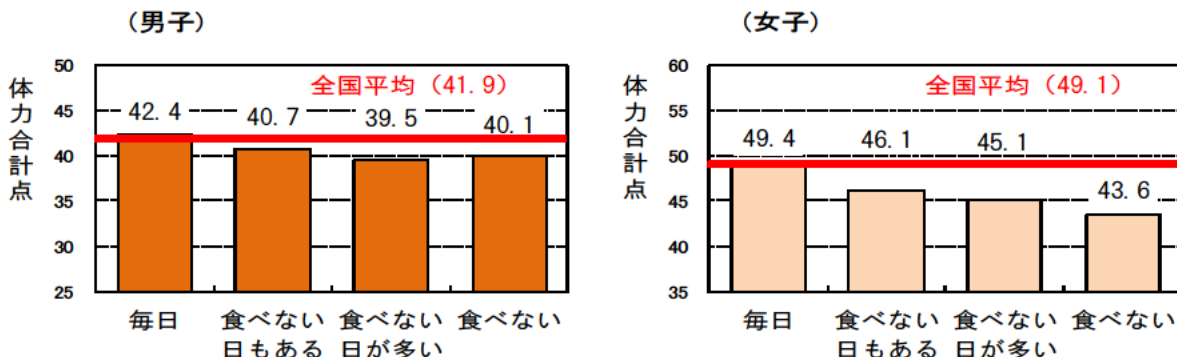 （男子）
体力合計点
50
45
40
35
30
25
全国平均（41.9）
42.4
40.7
39.5
40.1
毎日
食べない日もある
食べない日が多い
食べない
（女子）
体力合計点
60
55
50
45
40
35
全国平均（49.1）
49.4
46.1
45.1
43.6
毎日
食べない日もある
食べない日が多い
食べない